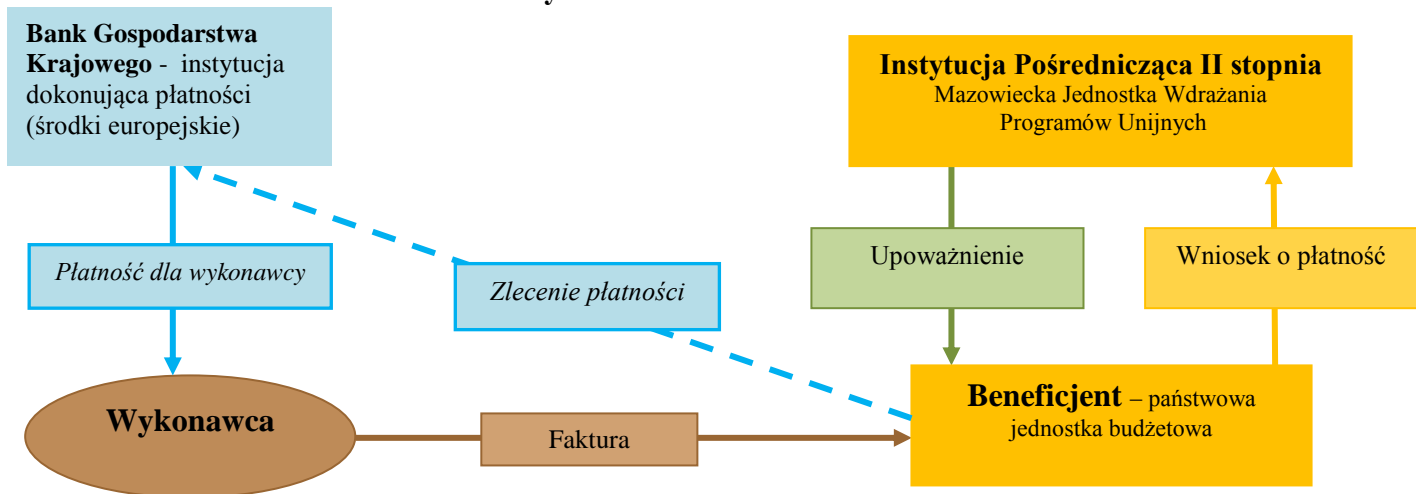 Bank Gospodarstwa
Krajowego - instytucja
dokonująca płatności
(środki europejskie)
Instytucja Pośrednicząca II stopnia
Mazowiecka Jednostka Wdrażania
Programów Unijnych
Płatność dla wykonawcy
Zlecenie płatności
Upoważnienie
Wniosek o płatność
Wykonawca
Faktura
Beneficjent – państwowa
jednostka budżetowa